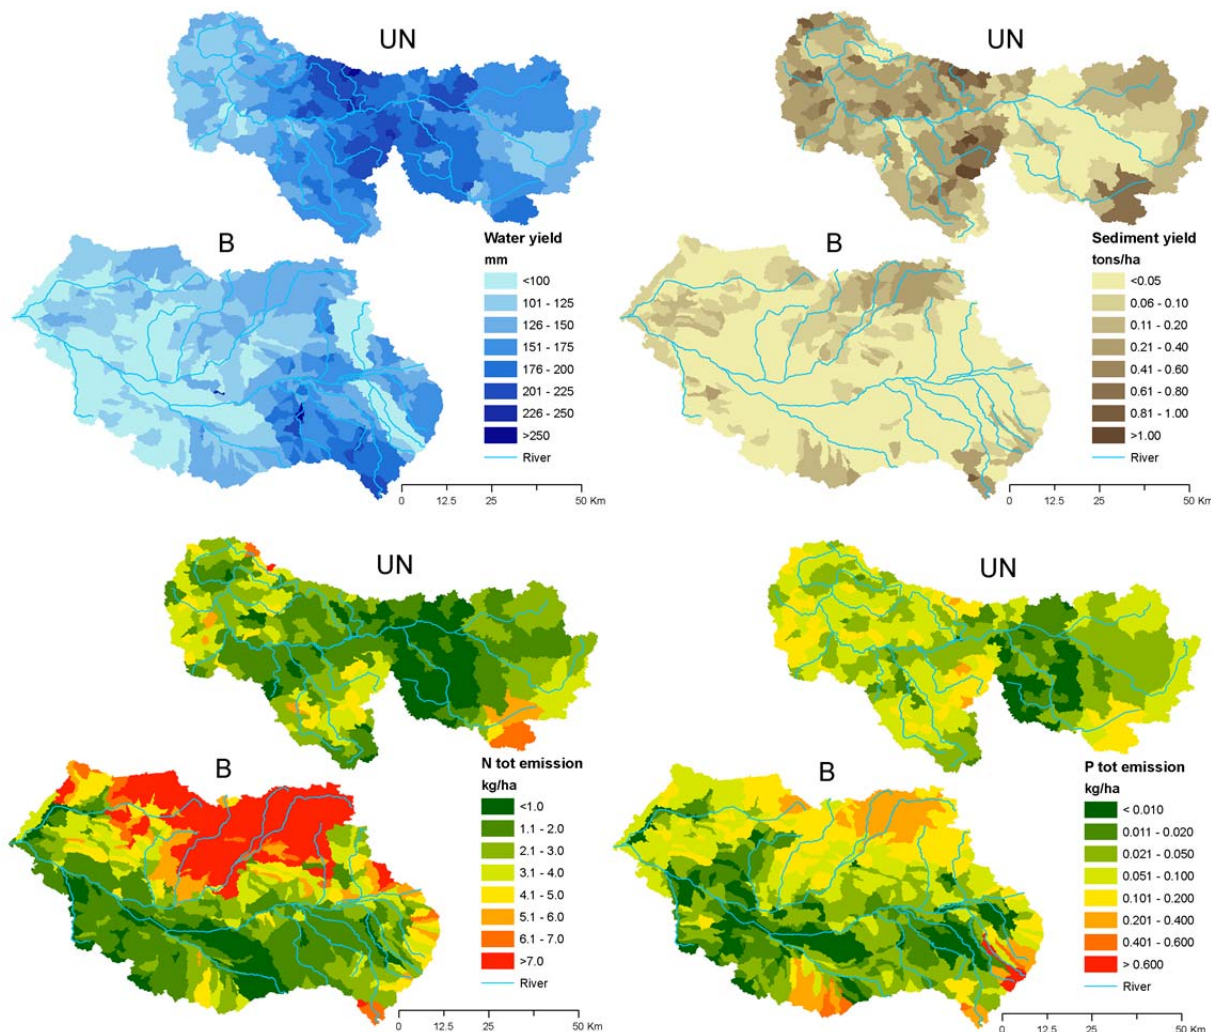 UN
B
Water yield
mm
<100
101 - 125
126 - 150
151 - 175
176 - 200
201 - 225
226 - 250
>250
River
0 12.5 25 50 Km
UN
B
Sediment yield
tons/ha
<0.05
0.06 - 0.10
0.11 - 0.20
0.21 - 0.40
0.41 - 0.60
0.61 - 0.80
0.81 - 1.00
>1.00
River
0 12.5 25 50 Km
UN
B
N tot emission
kg/ha
<1.0
1.1 - 2.0
2.1 - 3.0
3.1 - 4.0
4.1 - 5.0
5.1 - 6.0
6.1 - 7.0
>7.0
River
0 12.5 25 50 Km
UN
B
P tot emission
kg/ha
< 0.010
0.011 - 0.020
0.021 - 0.050
0.051 - 0.100
0.101 - 0.200
0.201 - 0.400
0.401 - 0.600
> 0.600
River
0 12.5 25 50 Km